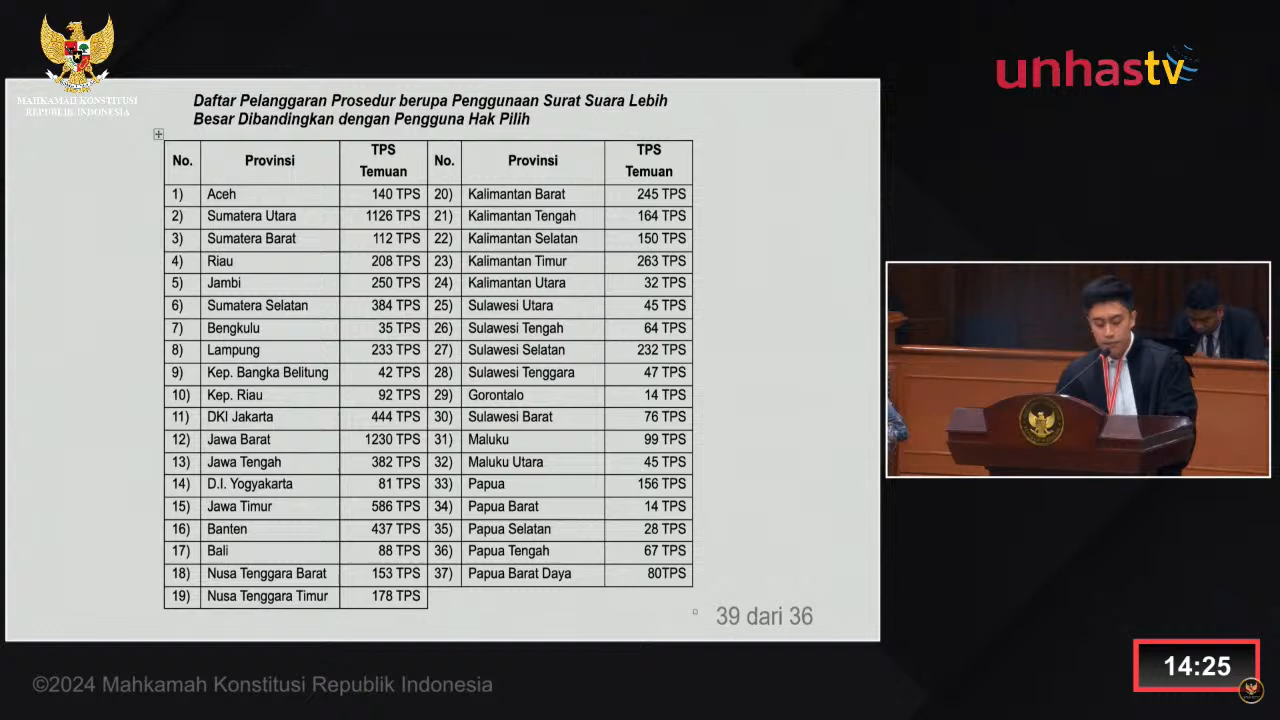 MAHKAMAH KONSTITUSI
REPUBLIK INDONESIA
unhastv
Daftar Pelanggaran Prosedur berupa Penggunaan Surat Suara Lebih
Besar Dibandingkan dengan Pengguna Hak Pilih
No. Provinsi TPS Temuan No. Provinsi TPS Temuan
1) Aceh 140 TPS 20) Kalimantan Barat 245 TPS
2) Sumatera Utara 1126 TPS 21) Kalimantan Tengah 164 TPS
3) Sumatera Barat 112 TPS 22) Kalimantan Selatan 150 TPS
4) Riau 208 TPS 23) Kalimantan Timur 263 TPS
5) Jambi 250 TPS 24) Kalimantan Utara 32 TPS
6) Sumatera Selatan 384 TPS 25) Sulawesi Utara 45 TPS
7) Bengkulu 35 TPS 26) Sulawesi Tengah 64 TPS
8) Lampung 233 TPS 27) Sulawesi Selatan 232 TPS
9) Kep. Bangka Belitung 42 TPS 28) Sulawesi Tenggara 47 TPS
10) Kep. Riau 92 TPS 29) Gorontalo 14 TPS
11) DKI Jakarta 444 TPS 30) Sulawesi Barat 76 TPS
12) Jawa Barat 1230 TPS 31) Maluku 99 TPS
13) Jawa Tengah 382 TPS 32) Maluku Utara 45 TPS
14) D.I. Yogyakarta 81 TPS 33) Papua 156 TPS
15) Jawa Timur 586 TPS 34) Papua Barat 14 TPS
16) Banten 437 TPS 35) Papua Selatan 28 TPS
17) Bali 88 TPS 36) Papua Tengah 67 TPS
18) Nusa Tenggara Barat 153 TPS 37) Papua Barat Daya 80TPS
19) Nusa Tenggara Timur 178 TPS
39 dari 36
14:25
©2024 Mahkamah Konstitusi Republik Indonesia